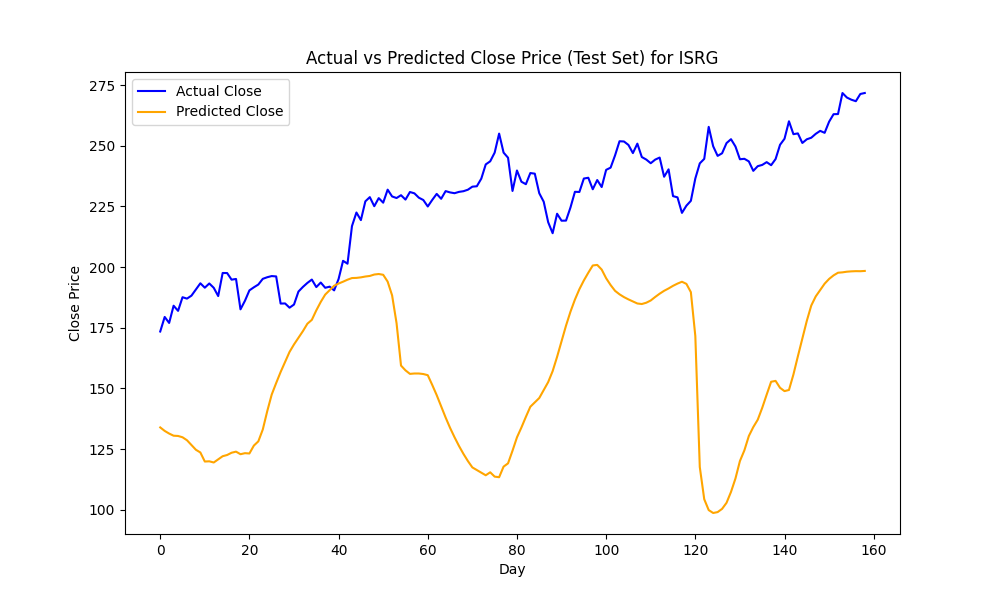 Actual vs Predicted Close Price (Test Set) for ISRG
Actual Close
Predicted Close
275
250
225
200
175
150
125
100
Close Price
0 20 40 60 80 100 120 140 160
Day